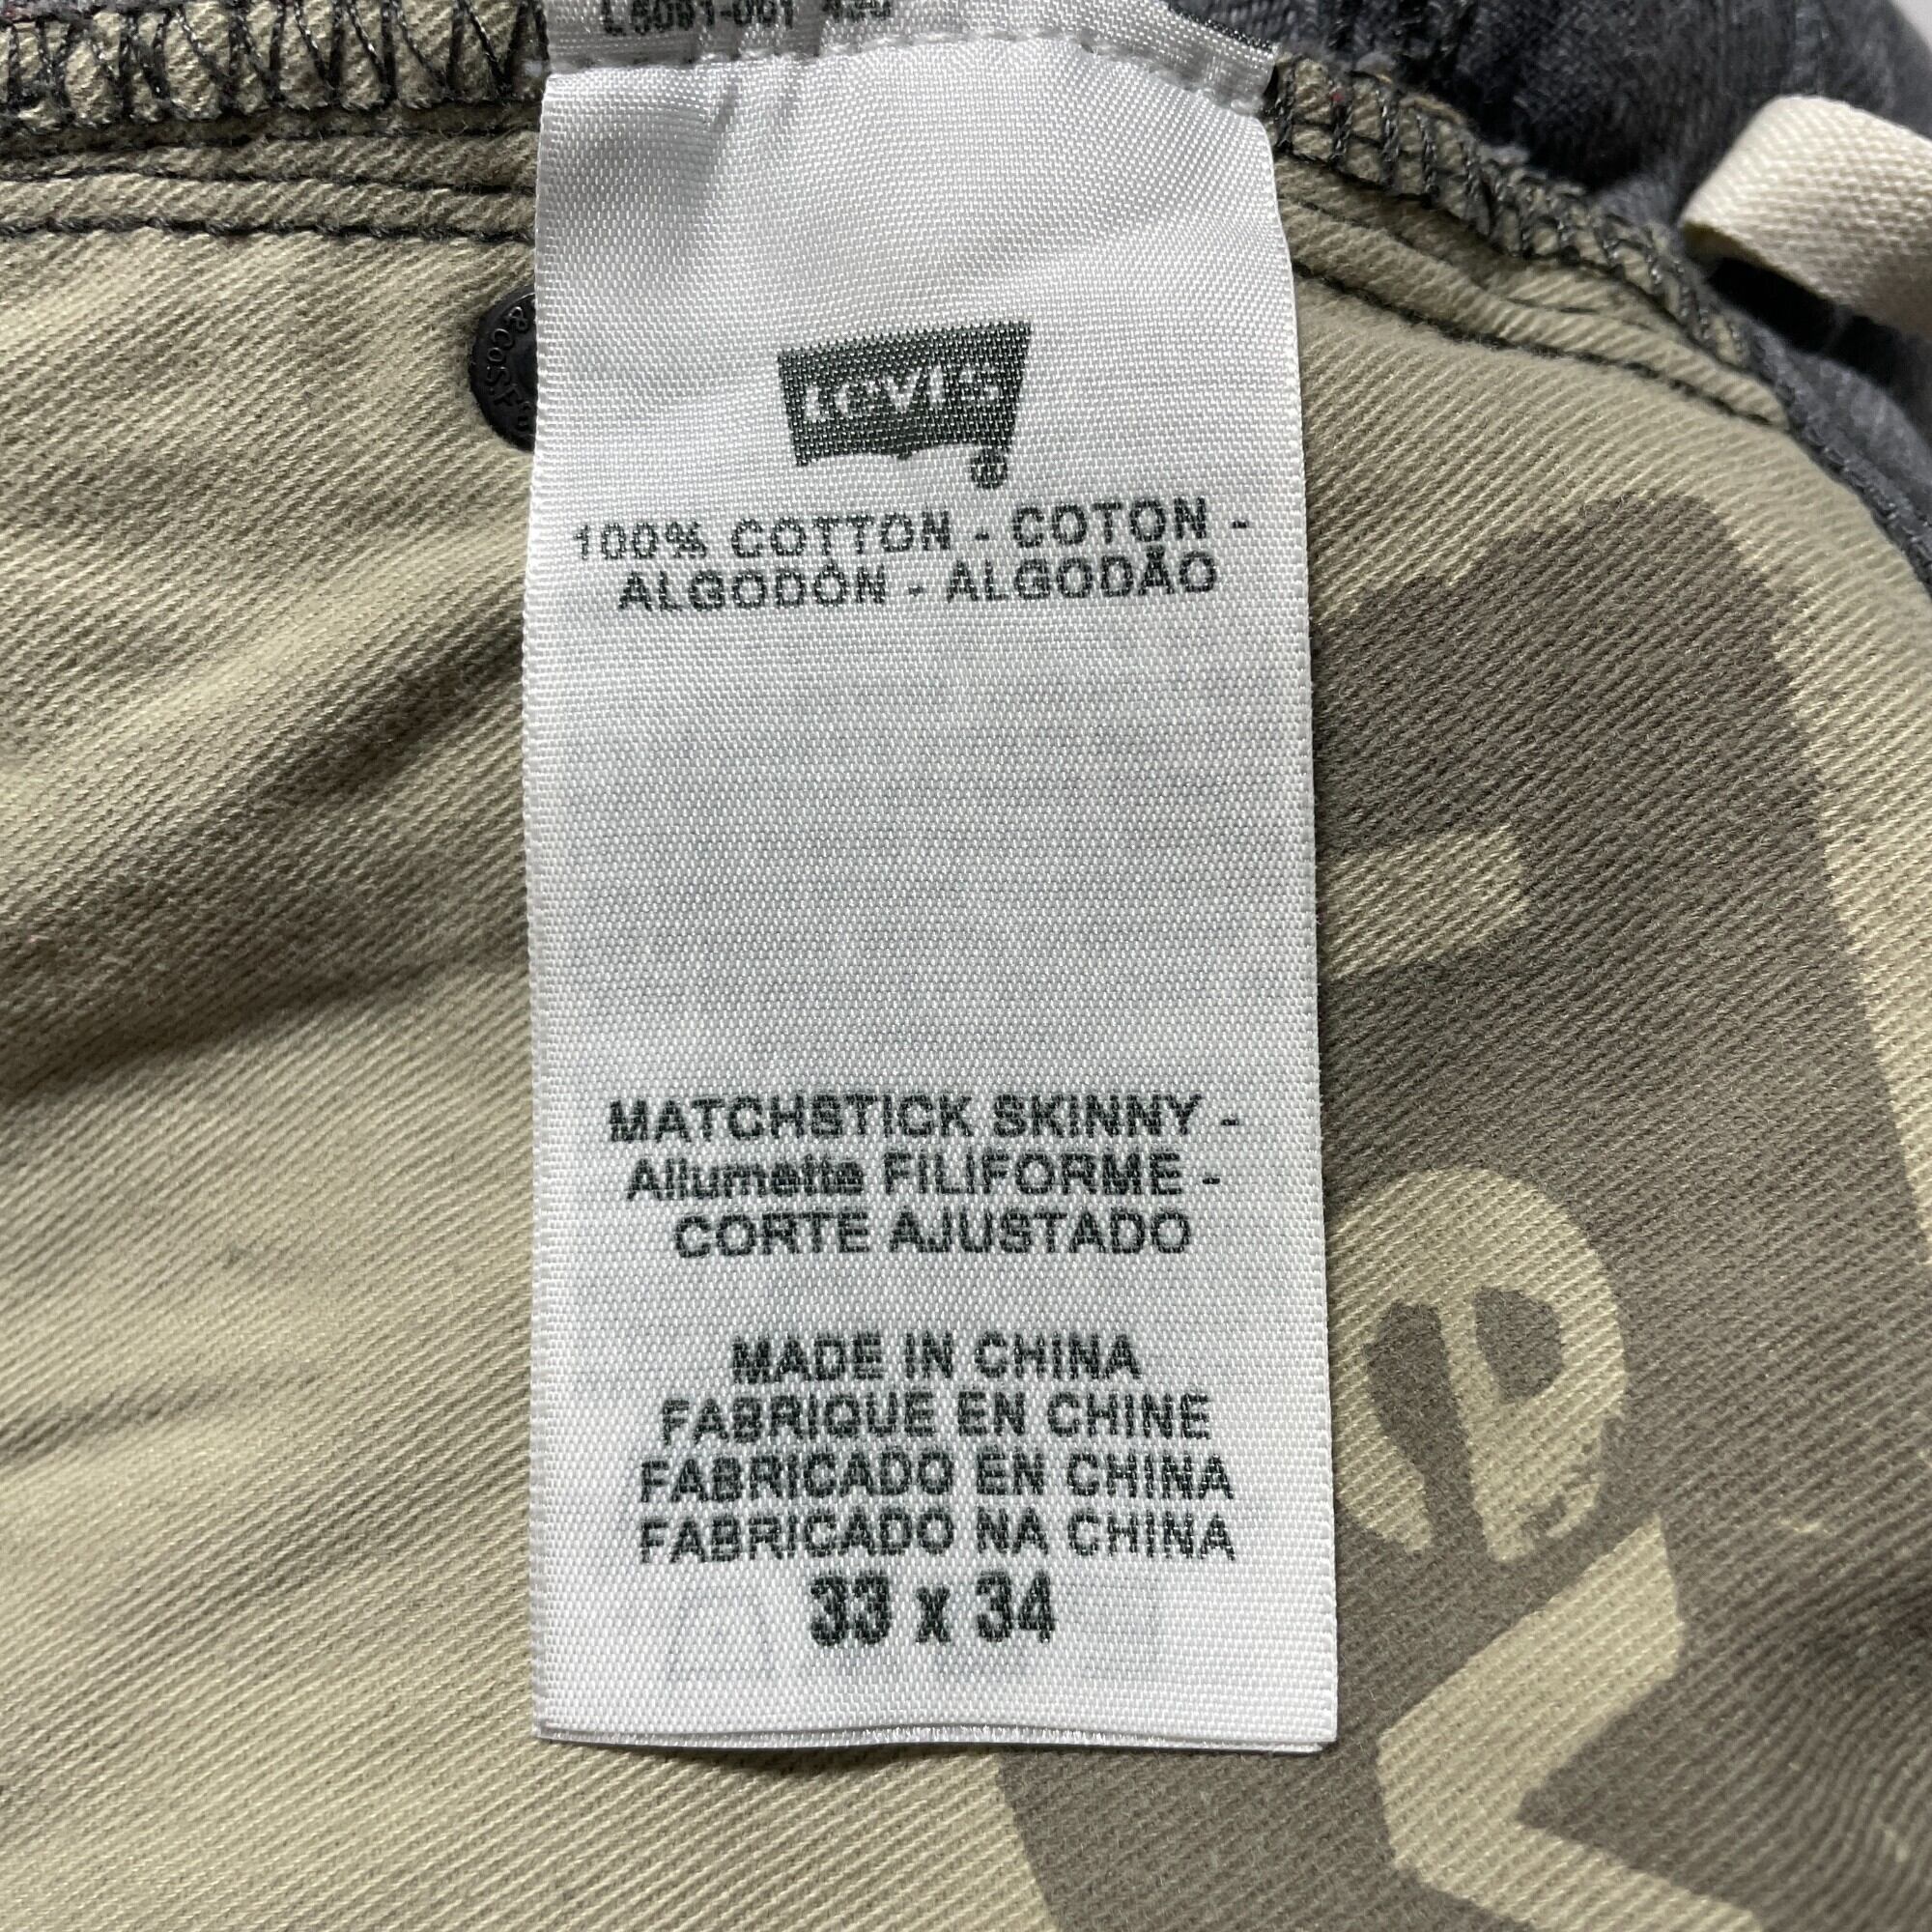 Levi's
®
100% COTTON - COTON -
ALGODÓN - ALGODÃO
MATCHSTICK SKINNY -
Allumette FILIFORME -
CORTE AJUSTADO
MADE IN CHINA
FABRIQUE EN CHINE
FABRICADO EN CHINA
FABRICADO NA CHINA
33 x 34